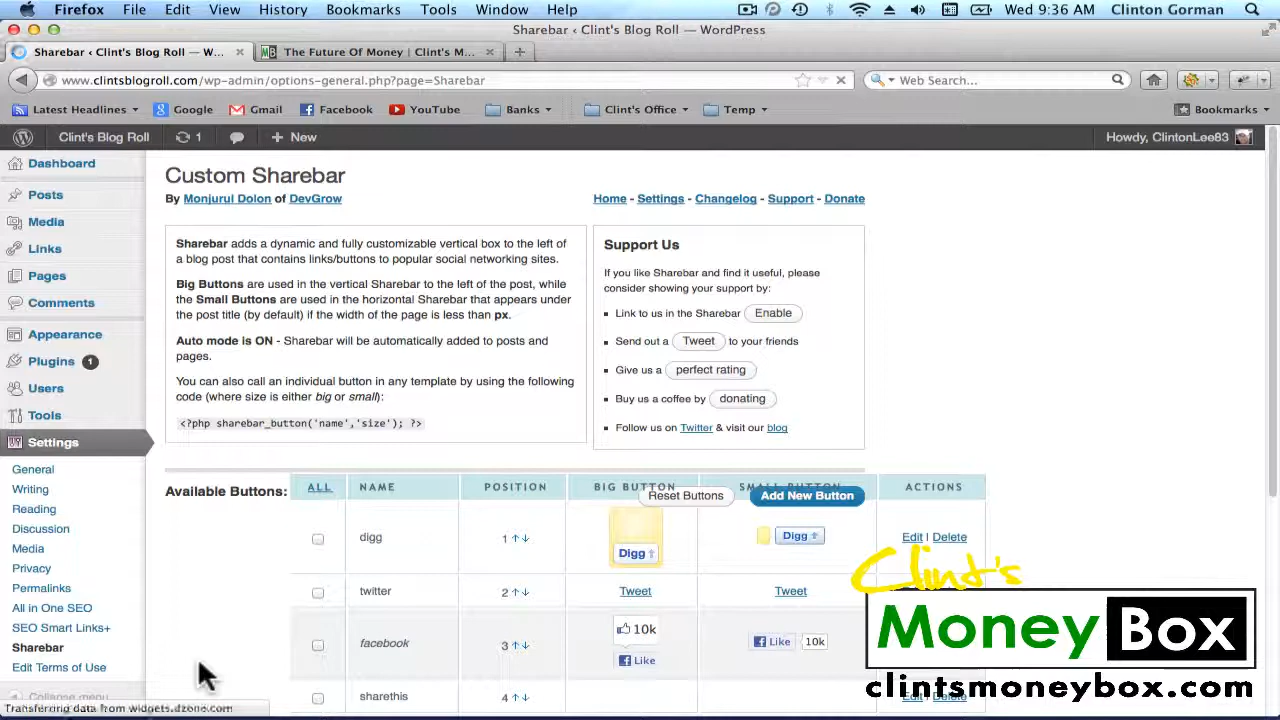 Firefox File Edit View History Bookmarks Tools Window Help Wed 9:36 AM Clinton Gorman
Sharebar ‹ Clint's Blog Roll — WordPress
Sharebar ‹ Clint's Blog Roll — W... The Future Of Money | Clint's M...
www.clintsblogroll.com/wp-admin/options-general.php?page=Sharebar Web Search...
Latest Headlines Google Gmail Facebook YouTube Banks Clint's Office Temp Bookmarks
Clint's Blog Roll 1 + New Howdy, ClintonLee83
Dashboard
Posts
Media
Links
Pages
Comments
Appearance
Plugins 1
Users
Tools
Settings
General
Writing
Reading
Discussion
Media
Privacy
Permalinks
All in One SEO
SEO Smart Links+
Sharebar
Edit Terms of Use
Collapse menu
Transferring data from widgets.dzone.com...
Custom Sharebar
By Monjurul Dolon of DevGrow
Home - Settings - Changelog - Support - Donate
Sharebar adds a dynamic and fully customizable vertical box to the left of
a blog post that contains links/buttons to popular social networking sites.
Big Buttons are used in the vertical Sharebar to the left of the post, while
the Small Buttons are used in the horizontal Sharebar that appears under
the post title (by default) if the width of the page is less than px.
Auto mode is ON - Sharebar will be automatically added to posts and
pages.
You can also call an individual button in any template by using the following
code (where size is either big or small):
<?php sharebar_button('name','size'); ?>
Support Us
If you like Sharebar and find it useful, please
consider showing your support by:
Link to us in the Sharebar Enable
Send out a Tweet to your friends
Give us a perfect rating
Buy us a coffee by donating
Follow us on Twitter & visit our blog
Available Buttons:
Reset Buttons Add New Button
ALL NAME POSITION BIG BUTTON SMALL BUTTON ACTIONS
digg 1 ↑↓ Digg Digg Edit | Delete
twitter 2 ↑↓ Tweet Tweet
facebook 3 ↑↓ 10k Like Like 10k
sharethis 4 ↑↓ Edit | Delete
Clint's
Money Box
clintsmoneybox.com